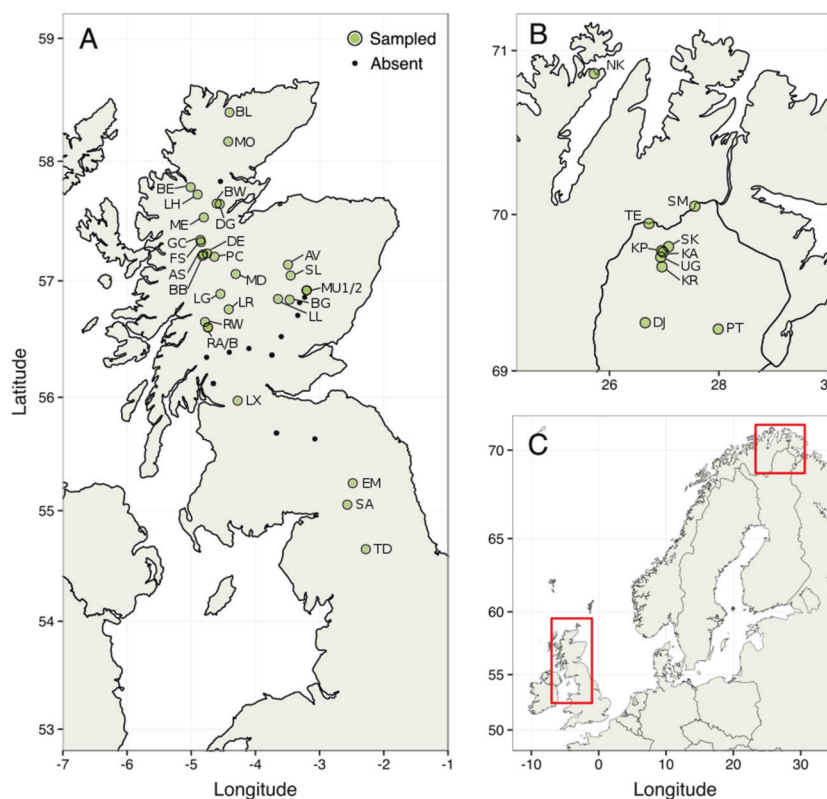 A
Sampled
Absent
59
58
57
56
55
54
53
Latitude
BL
MO
BE
BW
LH
ME
DG
GC
DE
FS
PC
AV
AS
SL
BB
MD
MU1/2
LG
LR
BG
LL
RW
RA/B
LX
EM
SA
TD
-7
-6
-5
-4
-3
-2
-1
Longitude
B
71
70
69
NK
SM
TE
SK
KP
KA
UG
KR
DJ
PT
26
28
C
70
65
60
55
50
-10
0
10
20
30
Longitude